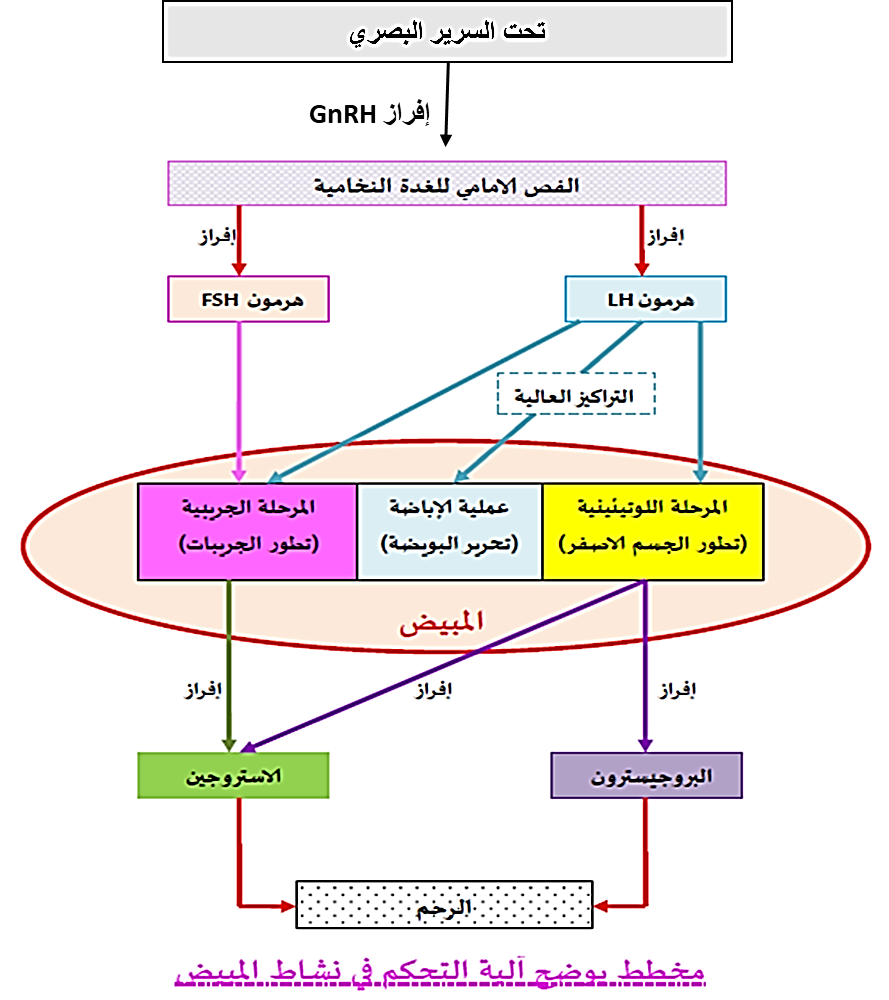 تحت السرير البصري
إفراز GnRH
الفص الامامي للغدة النخامية
إفراز
إفراز
هرمون LH
هرمون FSH
التراكيز العالية
المرحلة اللوتيئينية
(تطور الجسم الاصفر)
عملية الإباضة
(تحرير البويضة)
المرحلة الجريبية
(تطور الجريبات)
المبيض
إفراز
إفراز
إفراز
البروجيسترون
الاستروجين
الرحم
مخطط يوضح آلية التحكم في نشاط المبيض